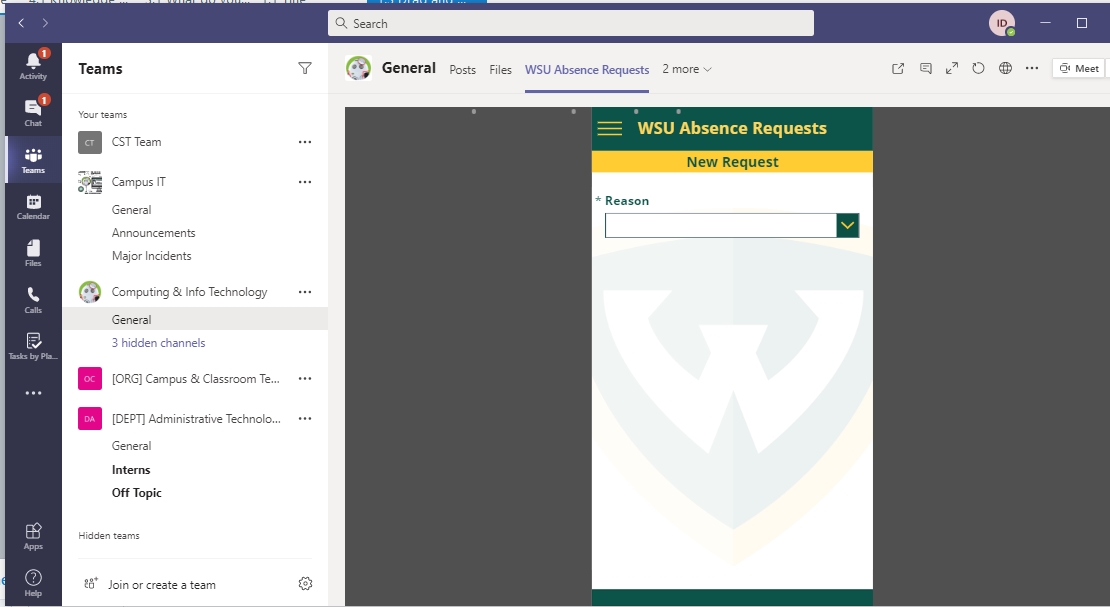 Search
ID
1
Activity
1
Chat
Teams
Calendar
Files
Calls
Tasks by Pla...
Apps
Help
Teams
Your teams
CT
CST Team
Campus IT
General
Announcements
Major Incidents
Computing & Info Technology
General
3 hidden channels
OC
[ORG] Campus & Classroom Te...
DA
[DEPT] Administrative Technolo...
General
Interns
Off Topic
Hidden teams
Join or create a team
General Posts Files WSU Absence Requests 2 more
Meet
WSU Absence Requests
New Request
* Reason